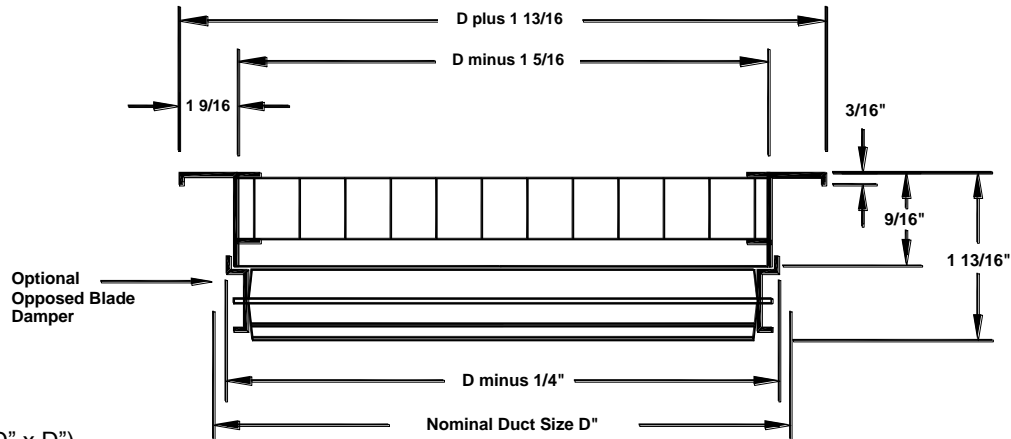 D plus 1 13/16
D minus 1 5/16
1 9/16
3/16"
9/16"
1 13/16"
Optional
Opposed Blade
Damper
D minus 1/4"
Nominal Duct Size D"
” x D”)